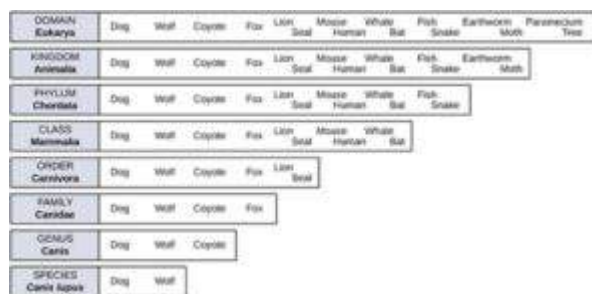 DOMAIN
Eukarya
Dog Wolf Coyote Fox Lion Seal Mouse Human Whale Bat Fish Snake Earthworm Moth Paramecium Tree
KINGDOM
Animalia
Dog Wolf Coyote Fox Lion Seal Mouse Human Whale Bat Fish Snake Earthworm Moth
PHYLUM
Chordata
Dog Wolf Coyote Fox Lion Seal Mouse Human Whale Bat Fish Snake
CLASS
Mammalia
Dog Wolf Coyote Fox Lion Seal Mouse Human Whale Bat
ORDER
Carnivora
Dog Wolf Coyote Fox Lion Seal
FAMILY
Canidae
Dog Wolf Coyote Fox
GENUS
Canis
Dog Wolf Coyote
SPECIES
Canis lupus
Dog Wolf